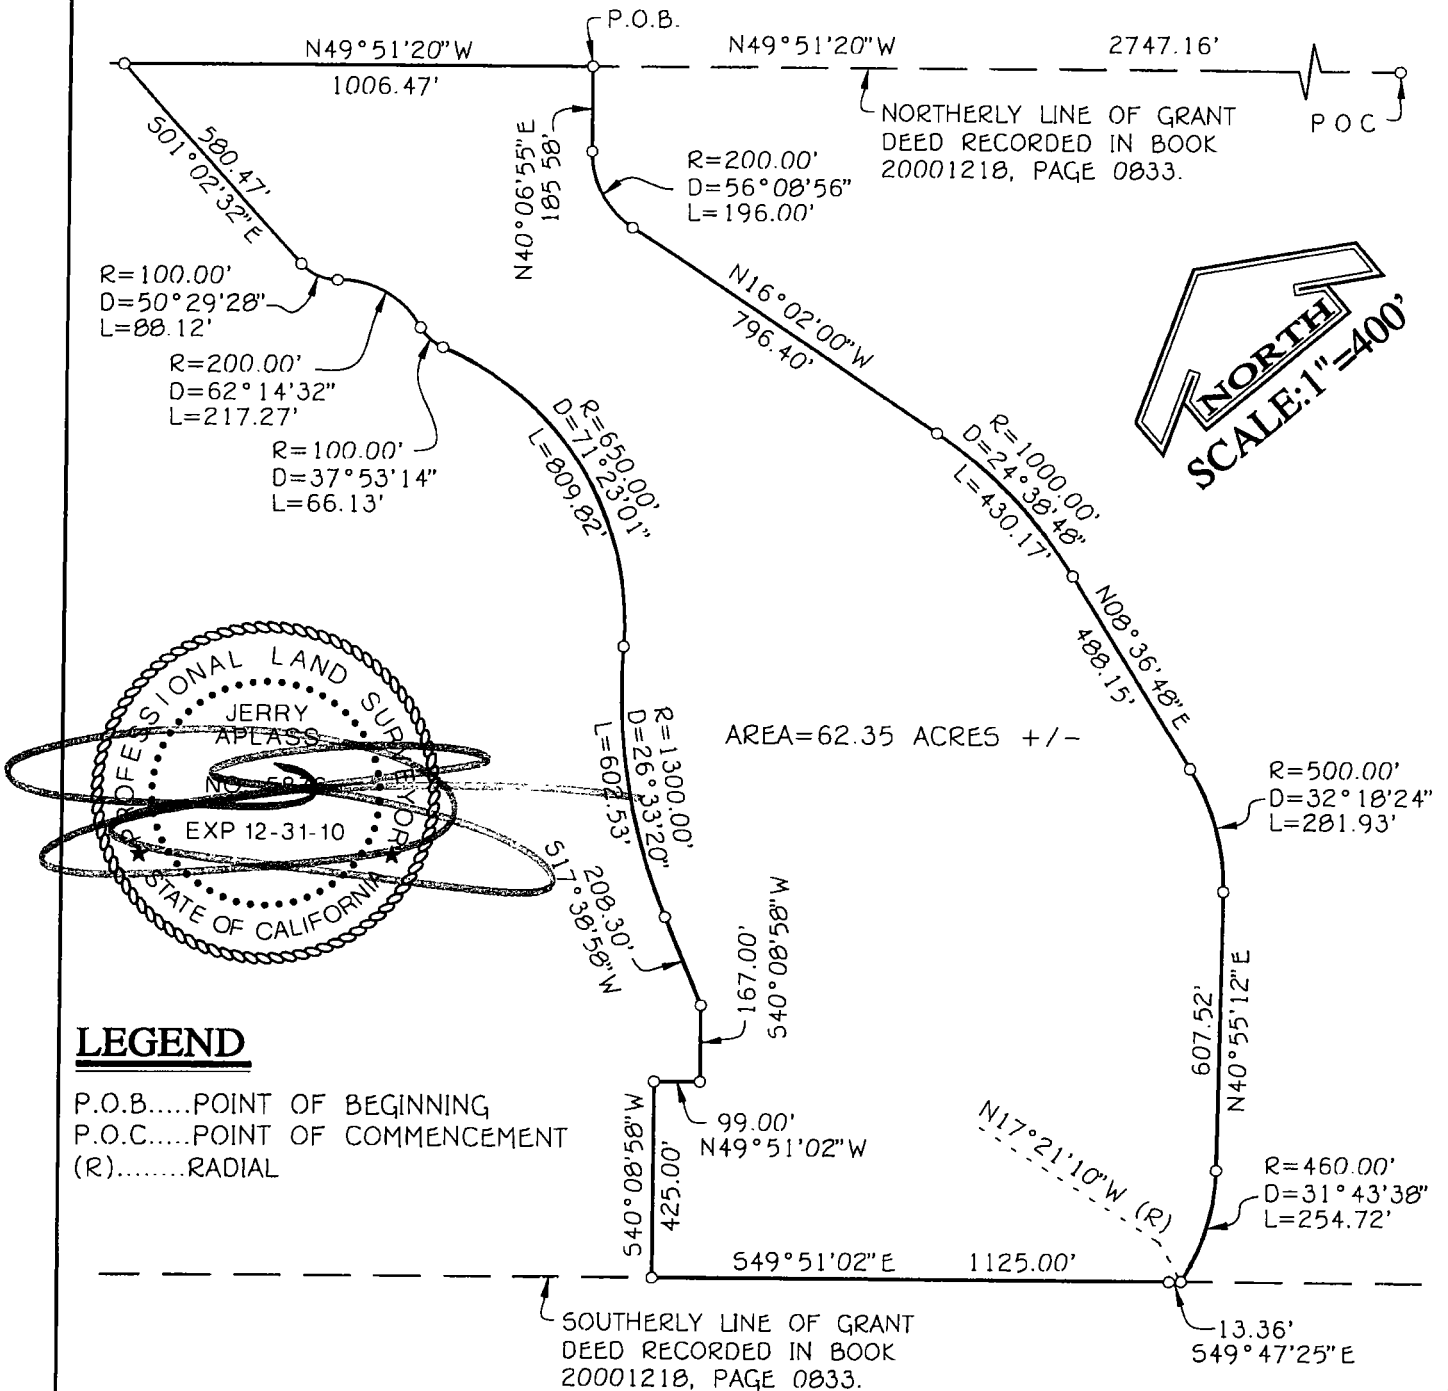 P.O.B.
N49°51'20"W
1006.47'
N49°51'20"W
2747.16'
P O C
NORTHERLY LINE OF GRANT
DEED RECORDED IN BOOK
20001218, PAGE 0833.
580.47'
S01°02'32"E
N40°06'55"E
185 58'
R=200.00'
D=56°08'56"
L=196.00'
R=100.00'
D=50°29'28"
L=88.12'
R=200.00'
D=62°14'32"
L=217.27'
R=100.00'
D=37°53'14"
L=66.13'
N16°02'00"W
796.40'
NORTH
SCALE:1"=400'
R=650.00'
D=71°23'01"
L=809.82'
R=1000.00'
D=24°38'48"
L=430.17'
N08°36'48"E
488.15'
PROFESSIONAL LAND SURVEYOR
JERRY
APLASS
NO.
EXP 12-31-10
STATE OF CALIFORNIA
R=1300.00'
D=26°33'20"
L=602.53'
AREA=62.35 ACRES +/-
R=500.00'
D=32°18'24"
L=281.93'
208.30'
S17°38'58"W
167.00'
S40°08'58"W
607.52'
N40°55'12"E
LEGEND
P.O.B.....POINT OF BEGINNING
P.O.C.....POINT OF COMMENCEMENT
(R)........RADIAL
99.00'
N49°51'02"W
S40°08'58"W
425.00'
N17°21'10"W (R)
R=460.00'
D=31°43'38"
L=254.72'
S49°51'02"E
1125.00'
SOUTHERLY LINE OF GRANT
DEED RECORDED IN BOOK
20001218, PAGE 0833.
13.36'
S49°47'25"E